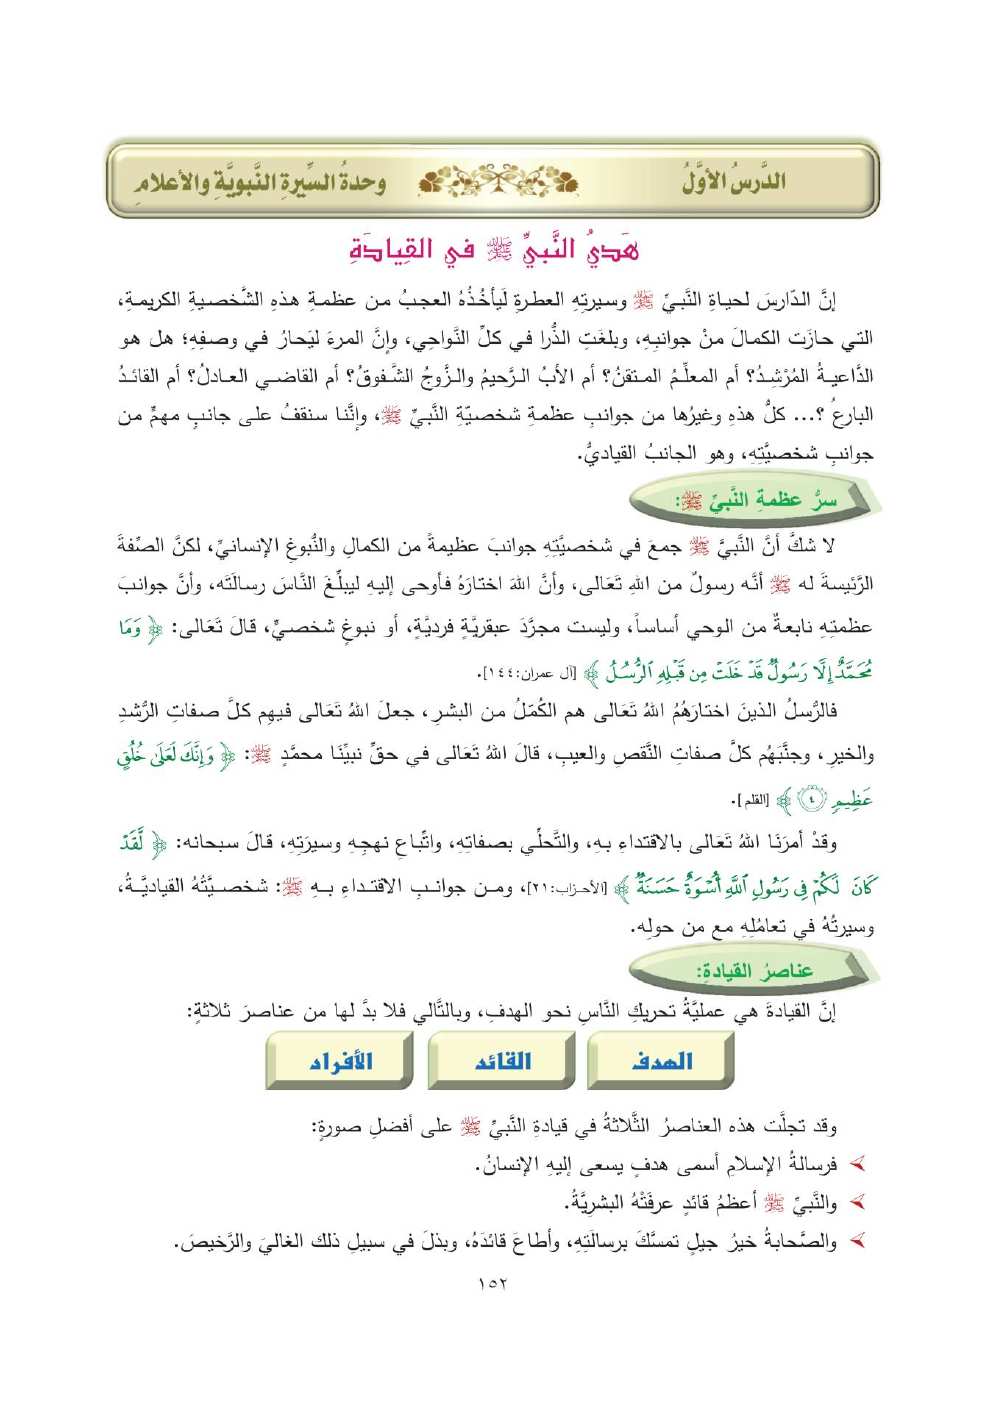 الدَّرسُ الأوَّلُ
وحدةُ السِّيرةِ النَّبويَّةِ والأعلامِ
هَديُ النَّبيِّ ﷺ في القِيادَةِ
إنَّ الدّارسَ لحياةِ النَّبيِّ ﷺ وسيرتِهِ العطرةِ لَيأخُذُهُ العجبُ من عظمةِ هذهِ الشَّخصيةِ الكريمةِ،
التي حازَت الكمالَ منْ جوانبِهِ، وبلغَتِ الذُّرا في كلِّ النَّواحي، وإنَّ المرءَ ليَحارُ في وصفِهِ؛ هل هو
الدَّاعيةُ المُرْشِدُ؟ أم المعلِّمُ المتقنُ؟ أم الأبُ الرَّحيمُ والزَّوجُ الشَّفوقُ؟ أم القاضي العادلُ؟ أم القائدُ
البارعُ ؟... كلُّ هذهِ وغيرُها من جوانبِ عظمةِ شخصيّةِ النَّبيِّ ﷺ، وإنَّنا سنقفُ على جانبٍ مهمٍّ من
جوانبِ شخصيَّتِهِ، وهو الجانبُ القياديُّ.
سرُّ عظمةِ النَّبيِّ ﷺ:
لا شكَّ أنَّ النَّبيَّ ﷺ جمعَ في شخصيَّتِهِ جوانبَ عظيمةً من الكمالِ والنُّبوغِ الإنسانيِّ، لكنَّ الصِّفةَ
الرَّئيسةَ له ﷺ أنَّه رسولٌ من اللهِ تَعَالى، وأنَّ اللهَ اختارَهُ فأوحى إليهِ ليبلِّغَ النَّاسَ رسالَتَه، وأنَّ جوانبَ
عظمتِهِ نابعةٌ من الوحي أساساً، وليست مجرَّدَ عبقريَّةٍ فرديَّةٍ، أو نبوغٍ شخصيٍّ، قالَ تَعَالى: ﴿ وَمَا
مُحَمَّدٌ إِلَّا رَسُولٌ قَدْ خَلَتْ مِن قَبْلِهِ ٱلرُّسُلُ ﴾ [آل عمران:١٤٤].
فالرُّسلُ الذينَ اختارَهُمُ اللهُ تَعَالى هم الكُمَّلُ من البشرِ، جعلَ اللهُ تَعَالى فيهِم كلَّ صفاتِ الرُّشدِ
والخيرِ، وجنَّبَهُم كلَّ صفاتِ النَّقصِ والعيبِ، قالَ اللهُ تَعَالى في حقِّ نبيِّنَا محمَّدٍ ﷺ: ﴿ وَإِنَّكَ لَعَلَىٰ خُلُقٍ
عَظِيمٍ ٤ ﴾ [القلم].
وقدْ أمرَنَا اللهُ تَعَالى بالاقتداءِ بهِ، والتَّحلِّي بصفاتِهِ، واتِّباعِ نهجِهِ وسيرَتِهِ، قالَ سبحانه: ﴿ لَّقَدْ
كَانَ لَكُمْ فِي رَسُولِ ٱللَّهِ أُسْوَةٌ حَسَنَةٌ ﴾ [الأحزاب:٢١]، ومن جوانبِ الاقتداءِ بهِ ﷺ: شخصيَّتُهُ القياديَّةُ،
وسيرتُهُ في تعامُلِهِ مع من حولِه.
عناصرُ القيادةِ:
إنَّ القيادةَ هي عمليَّةُ تحريكِ النَّاسِ نحو الهدفِ، وبالتَّالي فلا بدَّ لها من عناصرَ ثلاثةٍ:
الهدف
القائد
الأفراد
وقد تجلَّت هذه العناصرُ الثَّلاثةُ في قيادةِ النَّبيِّ ﷺ على أفضلِ صورةٍ:
فرسالةُ الإسلامِ أسمى هدفٍ يسعى إليهِ الإنسانُ.
والنَّبيِّ ﷺ أعظمُ قائدٍ عرفَتْهُ البشريَّةُ.
والصَّحابةُ خيرُ جيلٍ تمسَّكَ برسالَتِهِ، وأطاعَ قائدَهُ، وبذلَ في سبيلِ ذلك الغاليَ والرَّخيصَ.
١٥٢